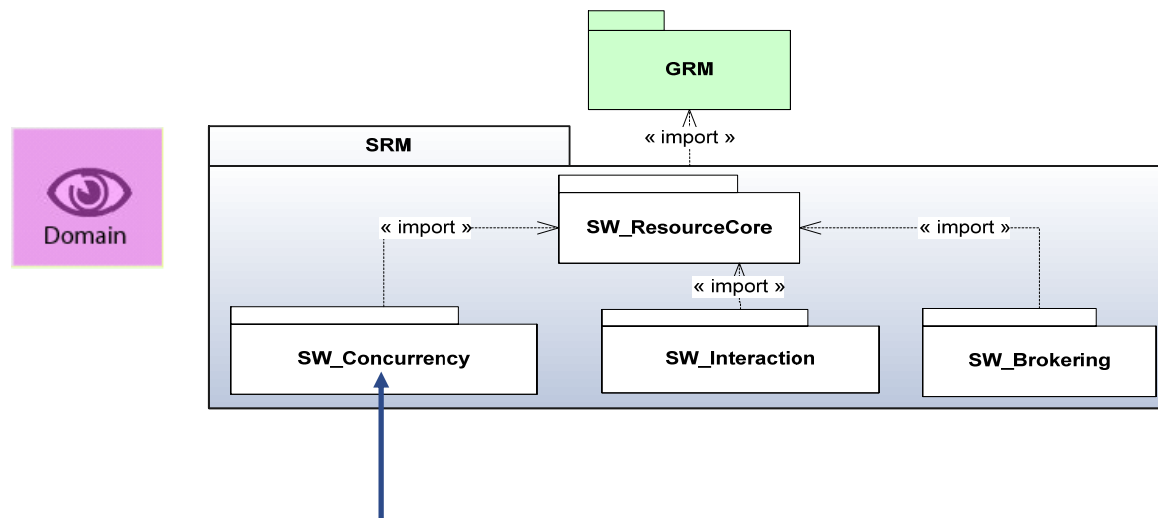 GRM
« import »
SRM
Domain
SW_ResourceCore
« import »
« import »
« import »
SW_Concurrency
SW_Interaction
SW_Brokering